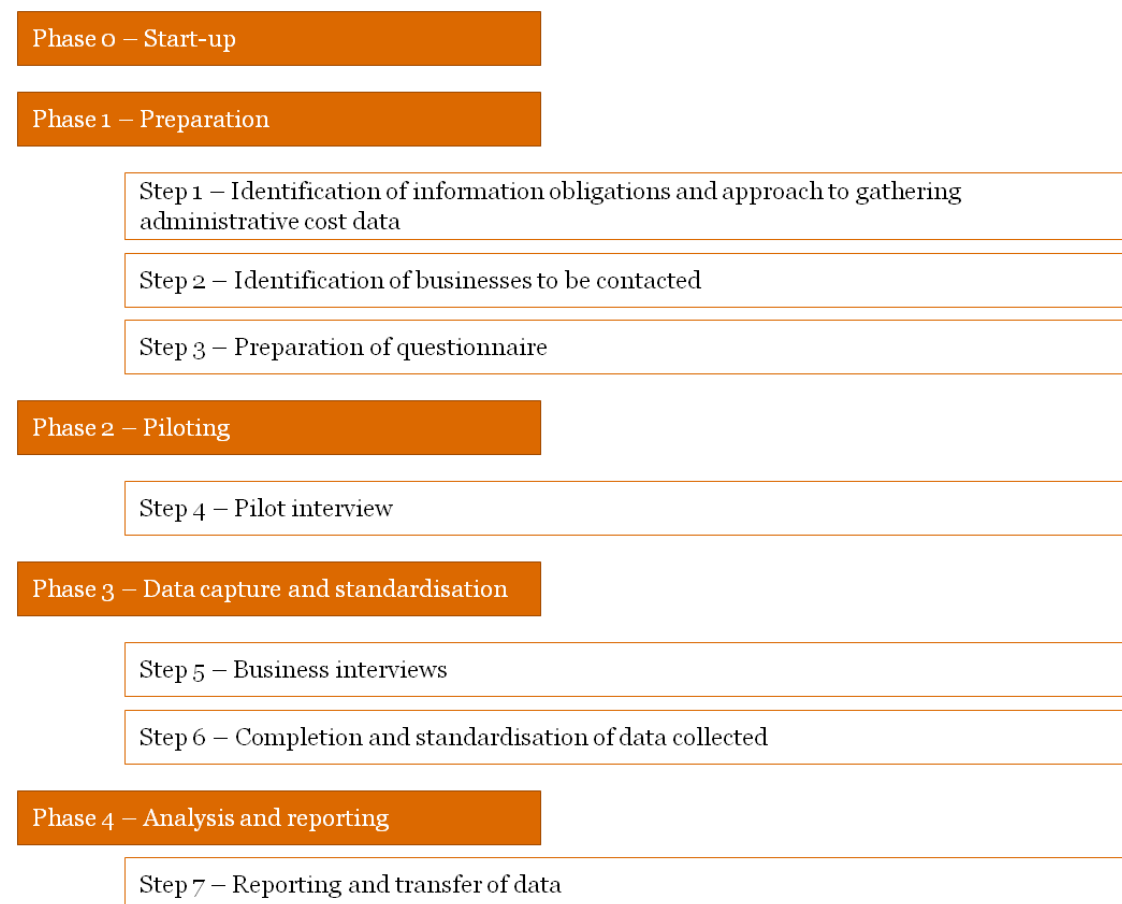 Phase 0 – Start-up
Phase 1 – Preparation
Step 1 – Identification of information obligations and approach to gathering
administrative cost data
Step 2 – Identification of businesses to be contacted
Step 3 – Preparation of questionnaire
Phase 2 – Piloting
Step 4 – Pilot interview
Phase 3 – Data capture and standardisation
Step 5 – Business interviews
Step 6 – Completion and standardisation of data collected
Phase 4 – Analysis and reporting
Step 7 – Reporting and transfer of data